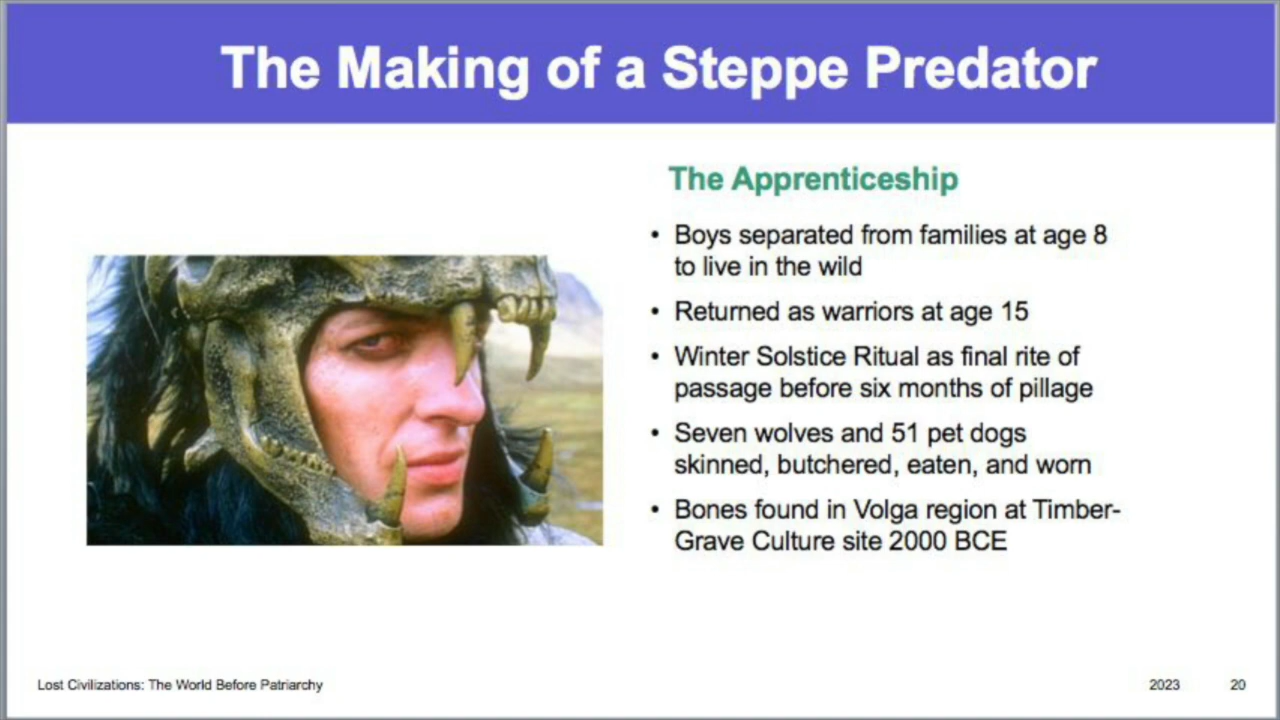 The Making of a Steppe Predator
The Apprenticeship
• Boys separated from families at age 8
to live in the wild
• Returned as warriors at age 15
• Winter Solstice Ritual as final rite of
passage before six months of pillage
• Seven wolves and 51 pet dogs
skinned, butchered, eaten, and worn
• Bones found in Volga region at Timber-
Grave Culture site 2000 BCE
Lost Civilizations: The World Before Patriarchy
2023
20